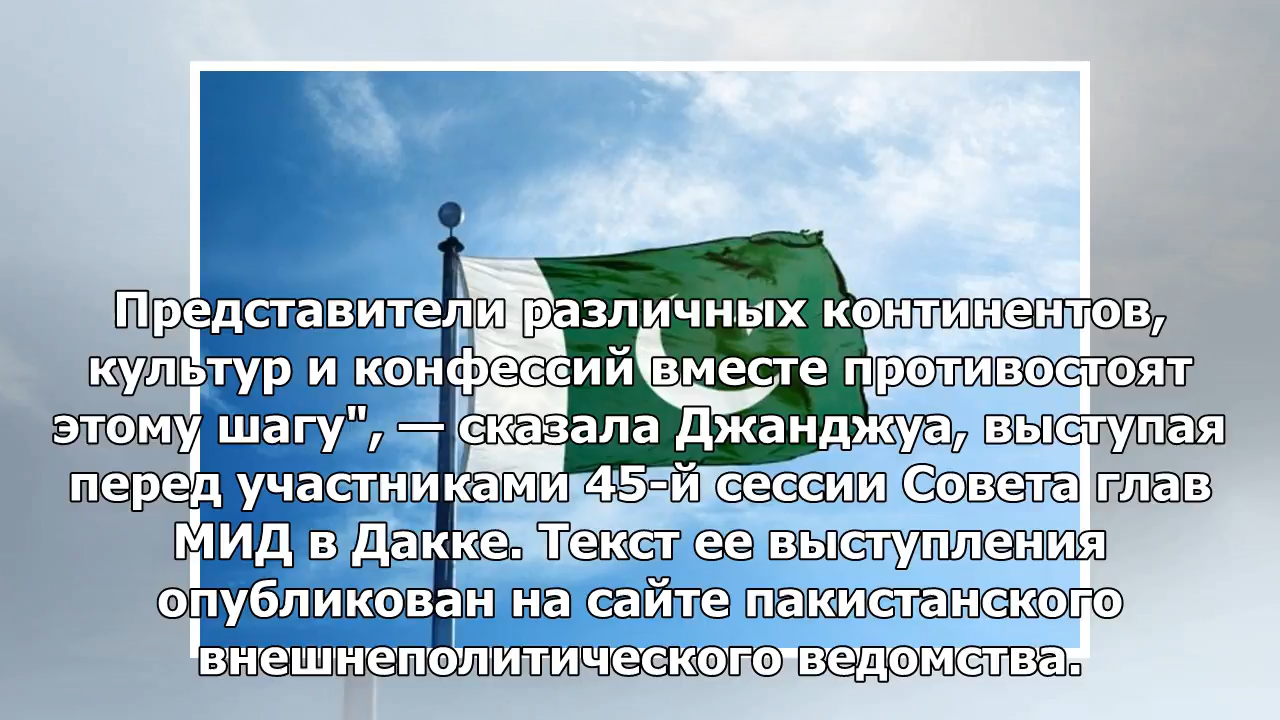 Представители различных континентов,
культур и конфессий вместе противостоят
этому шагу", — сказала Джанджуа, выступая
перед участниками 45-й сессии Совета глав
МИД в Дакке. Текст ее выступления
опубликован на сайте пакистанского
внешнеполитического ведомства.